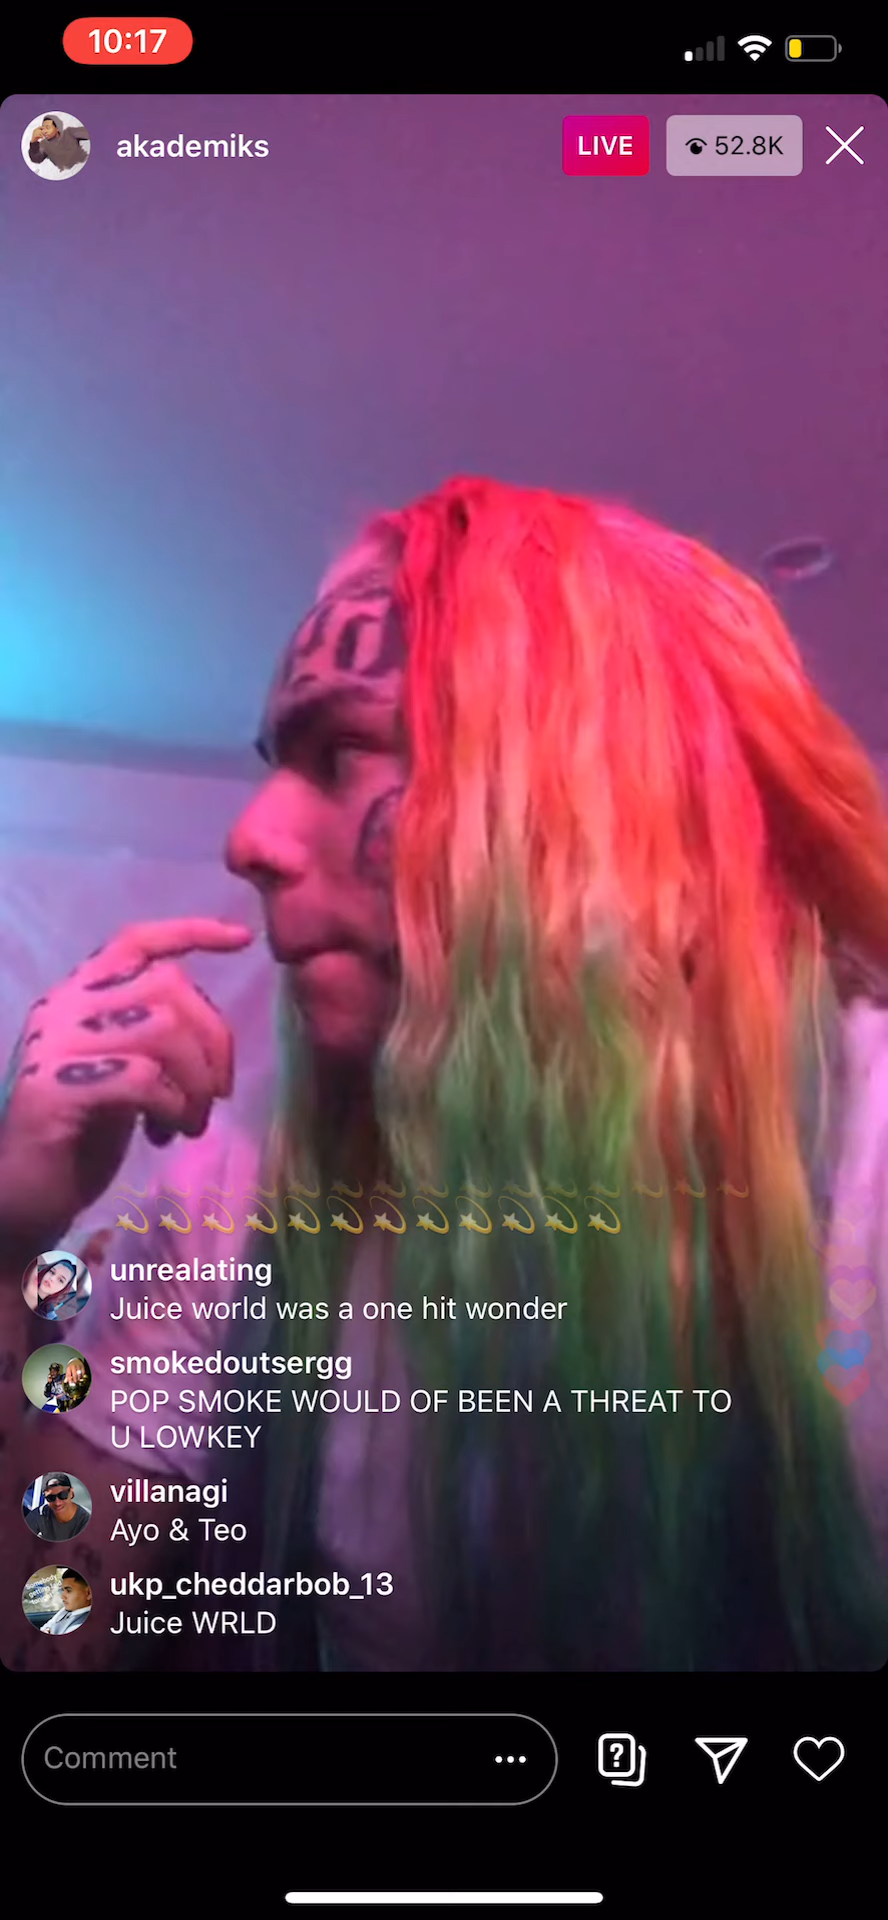 10:17
akademiks
LIVE
52.8K
unrealating
Juice world was a one hit wonder
smokedoutsergg
POP SMOKE WOULD OF BEEN A THREAT TO
U LOWKEY
villanagi
Ayo & Teo
ukp_cheddarbob_13
Juice WRLD
Comment